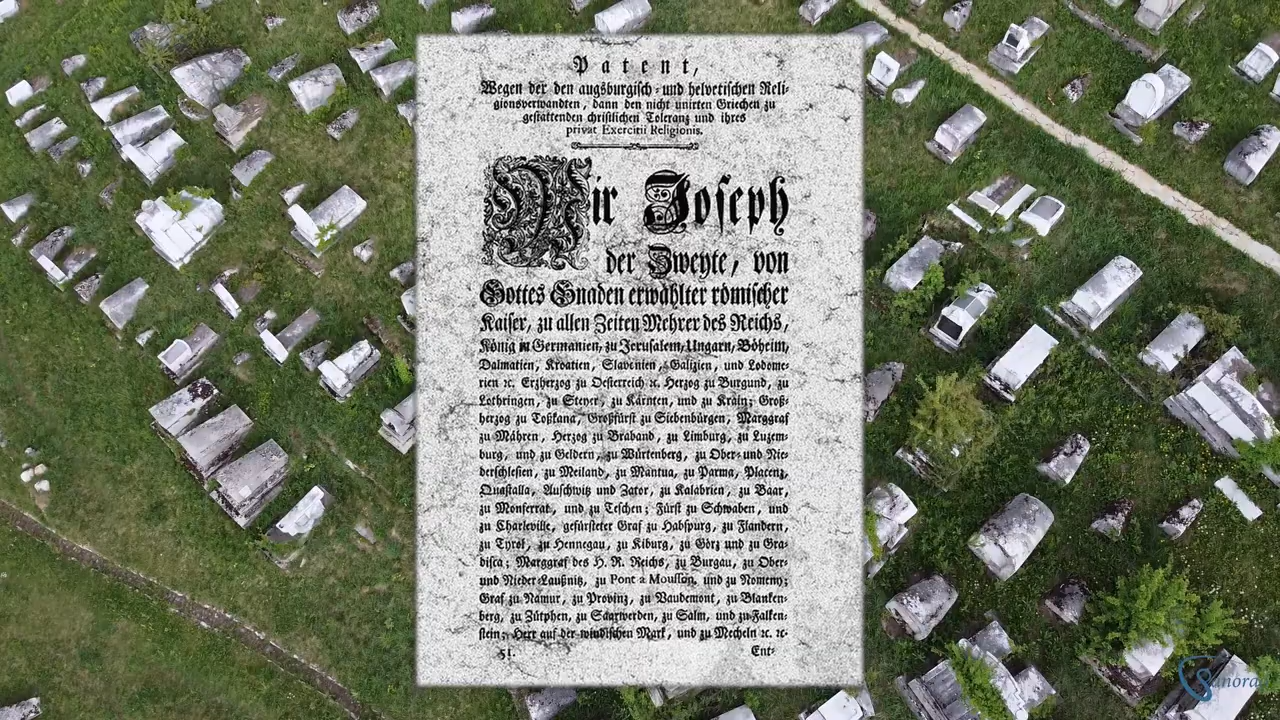 Patent,
Wegen der den augsburgisch- und helvetischen Reli-
gionsverwandten, dann den nicht unirten Griechen zu
gestattenden christlichen Toleranz und ihres
privat Exercitii Religionis.
Wir Joseph
der Zweyte, von
Gottes Gnaden erwählter römischer
Kaiser, zu allen Zeiten Mehrer des Reichs,
König in Germanien, zu Jerusalem, Ungarn, Böheim,
Dalmatien, Kroatien, Slavonien, Galizien, und Lodome-
rien ꝛc. Erzherzog zu Oesterreich ꝛc. Herzog zu Burgund, zu
Lothringen, zu Steyer, zu Kärnten, und zu Krain; Groß-
herzog zu Toßkana, Großfürst zu Siebenbürgen, Marggraf
zu Mähren, Herzog zu Braband, zu Limburg, zu Luzem-
burg, und zu Geldern, zu Würtenberg, zu Ober- und Nie-
derschlesien, zu Meiland, zu Mantua, zu Parma, Placenz,
Quastalla, Auschwitz und Zator, zu Kalabrien, zu Baar,
zu Monferrat, und zu Teschen; Fürst zu Schwaben, und
zu Charleville, gefürsteter Graf zu Habspurg, zu Flandern,
zu Tyrol, zu Hennegau, zu Kiburg, zu Görz und zu Gra-
disca; Marggraf des H. R. Reichs, zu Burgau, zu Ober-
und Nieder-Laußnitz, zu Pont a Mousson, und zu Nomeny;
Graf zu Namur, zu Provinz, zu Vaudemont, zu Blanken-
berg, zu Zütphen, zu Saarwerden, zu Salm, und zu Falken-
stein; Herr auf der windischen Mark, und zu Mecheln ꝛc. ꝛc.
51. Ent-
Sanora